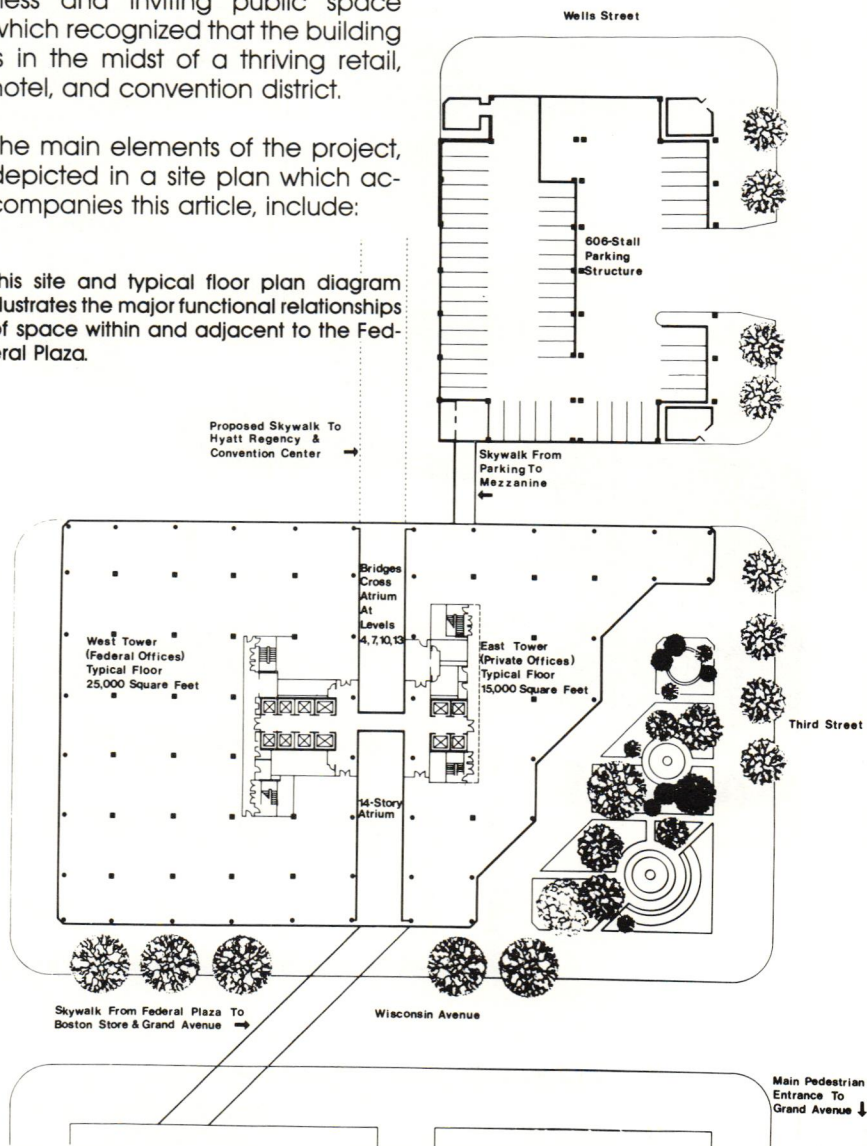 and inviting public space
which recognized that the building
in the midst of a thriving retail,
hotel, and convention district.
The main elements of the project,
depicted in a site plan which ac-
companies this article, include:
This site and typical floor plan diagram
illustrates the major functional relationships
of space within and adjacent to the Fed-
eral Plaza.
Wells Street
606-Stall
Parking
Structure
Proposed Skywalk To
Hyatt Regency &
Convention Center
Skywalk From
Parking To
Mezzanine
Bridges
Cross
Atrium
At
Levels
4, 7, 10, 13
West Tower
(Federal Offices)
Typical Floor
25,000 Square Feet
East Tower
(Private Offices)
Typical Floor
15,000 Square Feet
Third Street
14-Story
Atrium
Skywalk From Federal Plaza To
Boston Store & Grand Avenue
Wisconsin Avenue
Main Pedestrian
Entrance To
Grand Avenue